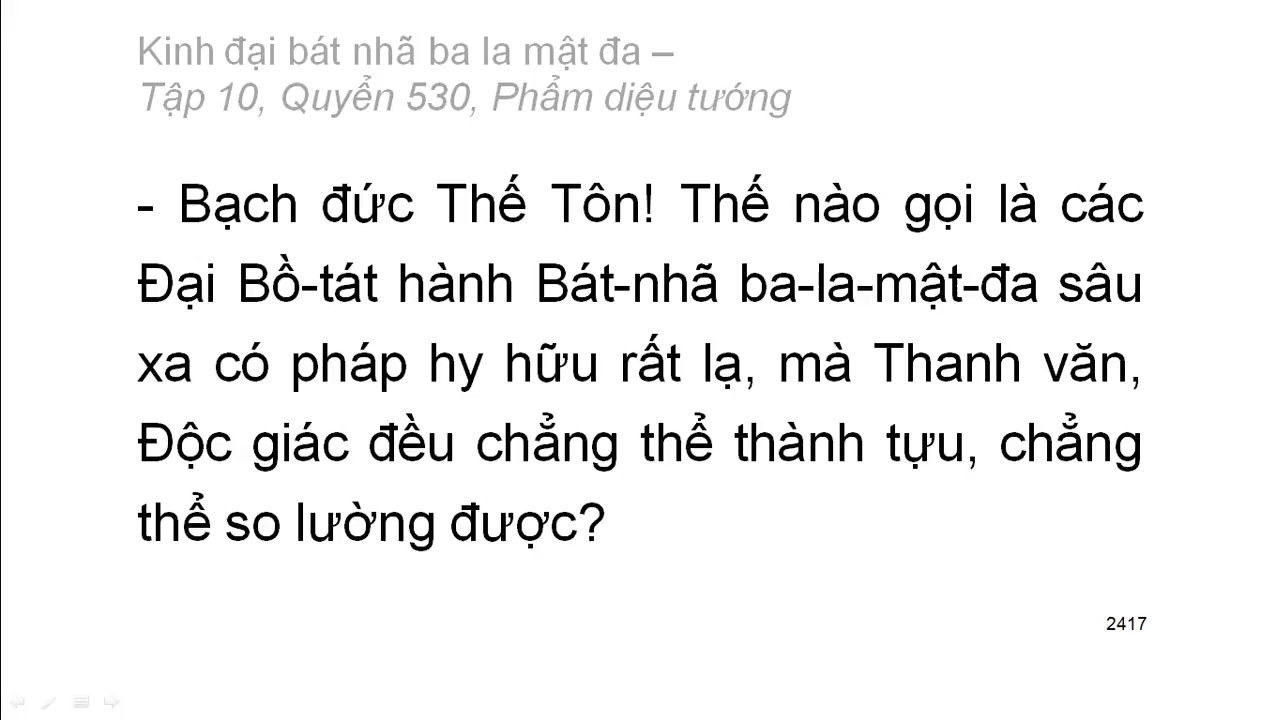 Kinh đại bát nhã ba la mật đa –
Tập 10, Quyển 530, Phẩm diệu tướng
- Bạch đức Thế Tôn! Thế nào gọi là các
Đại Bồ-tát hành Bát-nhã ba-la-mật-đa sâu
xa có pháp hy hữu rất lạ, mà Thanh văn,
Độc giác đều chẳng thể thành tựu, chẳng
thể so lường được?
2417